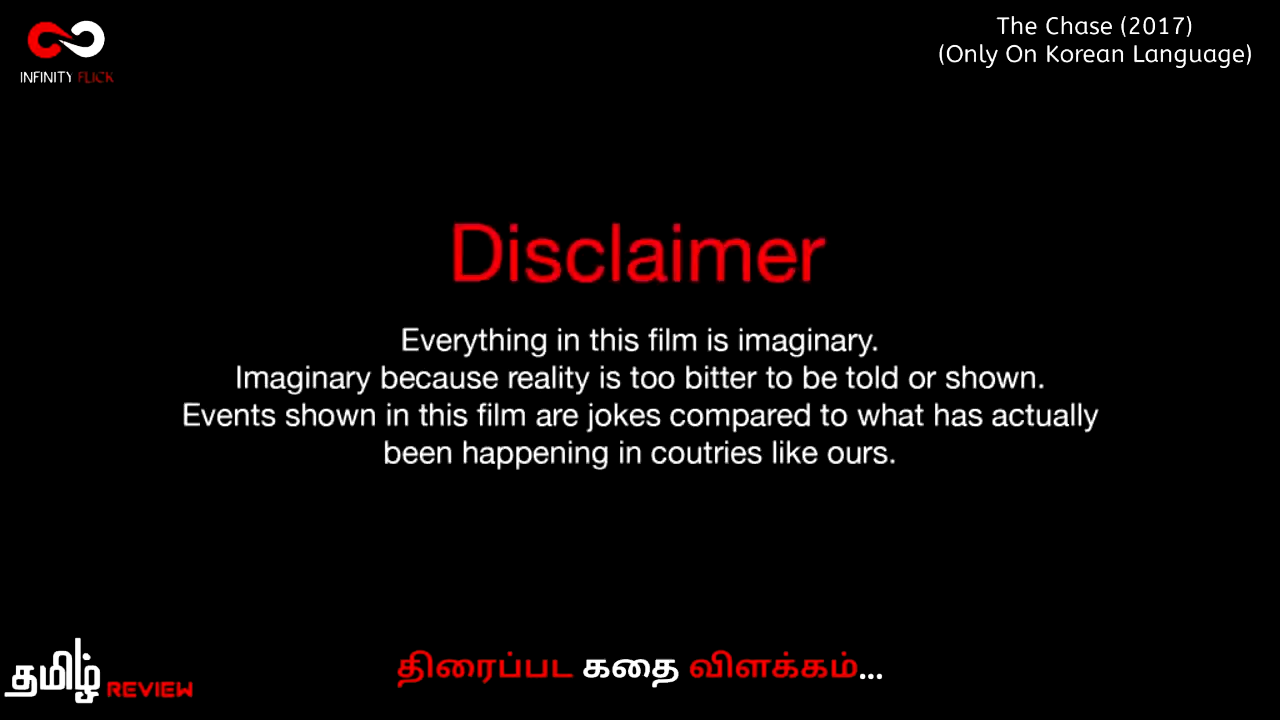 INFINITY FLICK
The Chase (2017)
(Only On Korean Language)
Disclaimer
Everything in this film is imaginary.
Imaginary because reality is too bitter to be told or shown.
Events shown in this film are jokes compared to what has actually
been happening in coutries like ours.
தமிழ் REVIEW
திரைப்பட கதை விளக்கம்...